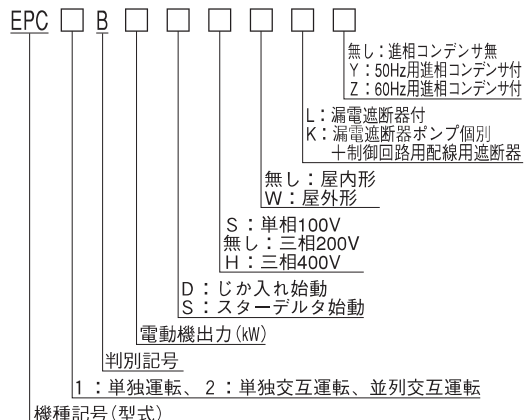 EPC□B□□□□□□
無し：進相コンデンサ無
Y：50Hz用進相コンデンサ付
Z：60Hz用進相コンデンサ付
L：漏電遮断器付
K：漏電遮断器ポンプ個別
＋制御回路用配線用遮断器
無し：屋内形
W：屋外形
S：単相100V
無し：三相200V
H：三相400V
D：じか入れ始動
S：スターデルタ始動
電動機出力(kW)
判別記号
1：単独運転、2：単独交互運転、並列交互運転
機種記号(型式)